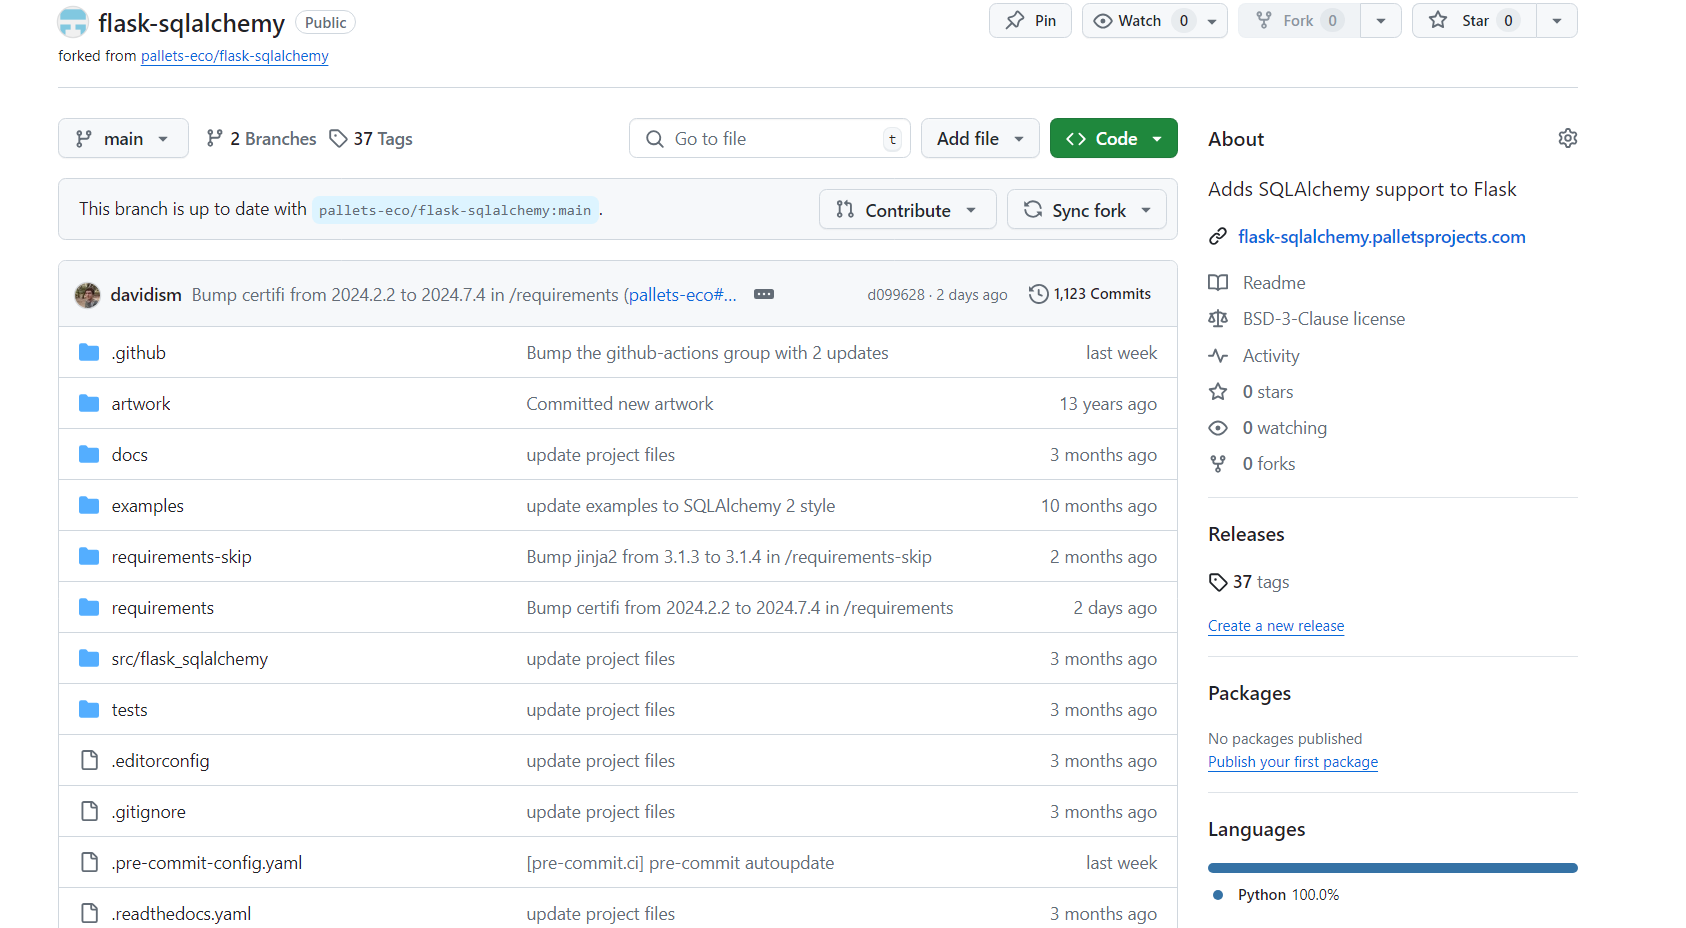 flask-sqlalchemy Public Pin Watch 0 Fork 0 Star 0
forked from pallets-eco/flask-sqlalchemy
main 2 Branches 37 Tags Go to file t Add file Code
This branch is up to date with pallets-eco/flask-sqlalchemy:main . Contribute Sync fork
davidism Bump certifi from 2024.2.2 to 2024.7.4 in /requirements (pallets-eco#... d099628 · 2 days ago 1,123 Commits
.github Bump the github-actions group with 2 updates last week
artwork Committed new artwork 13 years ago
docs update project files 3 months ago
examples update examples to SQLAlchemy 2 style 10 months ago
requirements-skip Bump jinja2 from 3.1.3 to 3.1.4 in /requirements-skip 2 months ago
requirements Bump certifi from 2024.2.2 to 2024.7.4 in /requirements 2 days ago
src/flask_sqlalchemy update project files 3 months ago
tests update project files 3 months ago
.editorconfig update project files 3 months ago
.gitignore update project files 3 months ago
.pre-commit-config.yaml [pre-commit.ci] pre-commit autoupdate last week
.readthedocs.yaml update project files 3 months ago
About
Adds SQLAlchemy support to Flask
flask-sqlalchemy.palletsprojects.com
Readme
BSD-3-Clause license
Activity
0 stars
0 watching
0 forks
Releases
37 tags
Create a new release
Packages
No packages published
Publish your first package
Languages
Python 100.0%